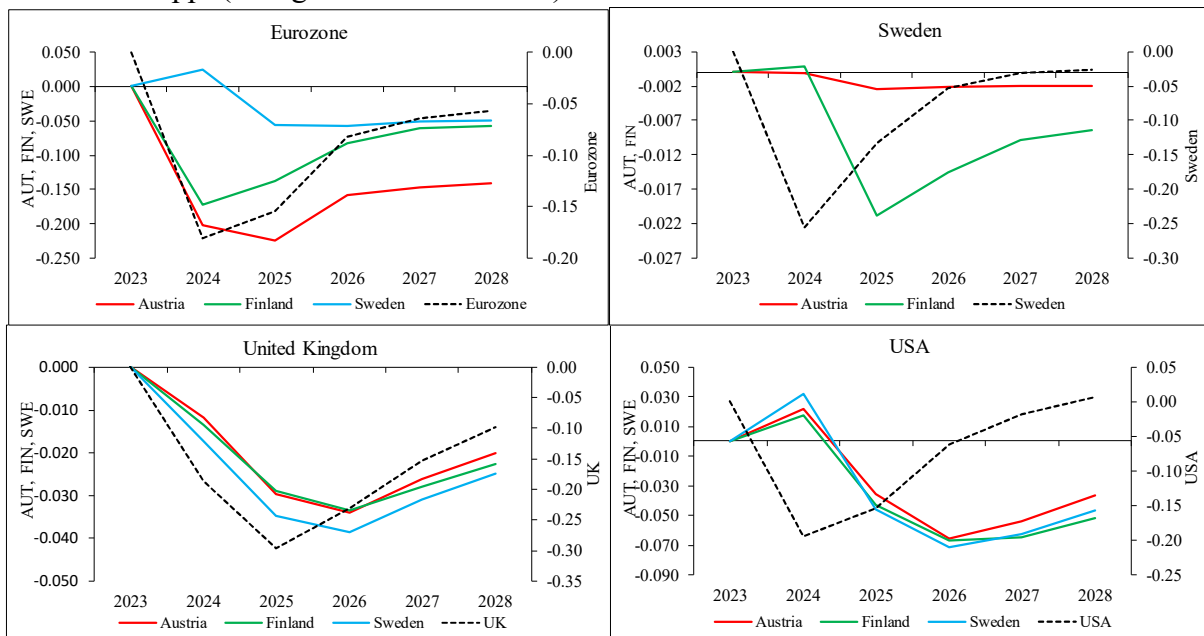 Eurozone
0.050
0.000
-0.050
-0.100
-0.150
-0.200
-0.250
AUT, FIN, SWE
0.00
-0.05
-0.10
-0.15
-0.20
Eurozone
2023 2024 2025 2026 2027 2028
Austria Finland Sweden Eurozone
Sweden
0.003
-0.002
-0.007
-0.012
-0.017
-0.022
-0.027
AUT, FIN
0.00
-0.05
-0.10
-0.15
-0.20
-0.25
-0.30
Sweden
2023 2024 2025 2026 2027 2028
Austria Finland Sweden
United Kingdom
0.000
-0.010
-0.020
-0.030
-0.040
-0.050
AUT, FIN, SWE
0.00
-0.05
-0.10
-0.15
-0.20
-0.25
-0.30
-0.35
UK
2023 2024 2025 2026 2027 2028
Austria Finland Sweden UK
USA
0.050
0.030
0.010
-0.010
-0.030
-0.050
-0.070
-0.090
AUT, FIN, SWE
0.05
0.00
-0.05
-0.10
-0.15
-0.20
-0.25
USA
2023 2024 2025 2026 2027 2028
Austria Finland Sweden USA